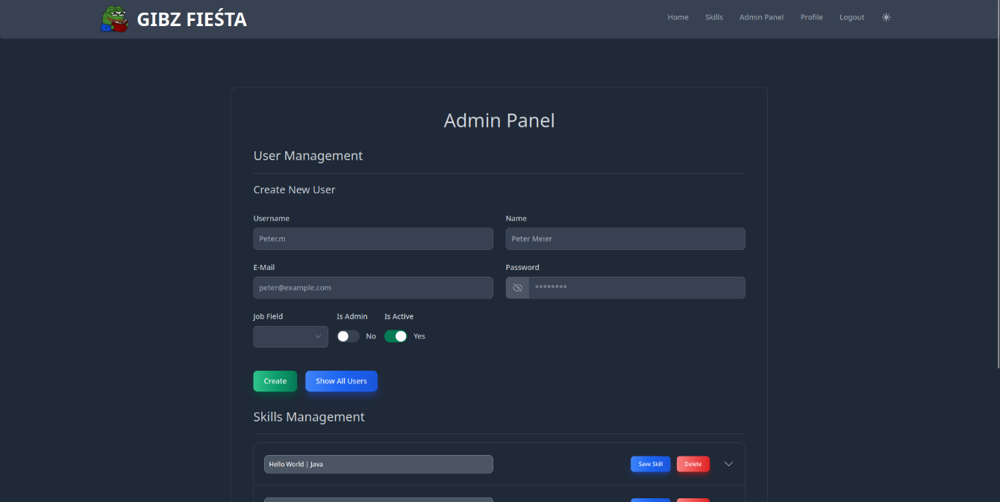 GIBZ FIEŚTA
Home Skills Admin Panel Profile Logout
Admin Panel
User Management
Create New User
Username Name
Peter.m Peter Meier
E-Mail Password
peter@example.com ********
Job Field Is Admin Is Active
No Yes
Create Show All Users
Skills Management
Hello World | Java Save Skill Delete